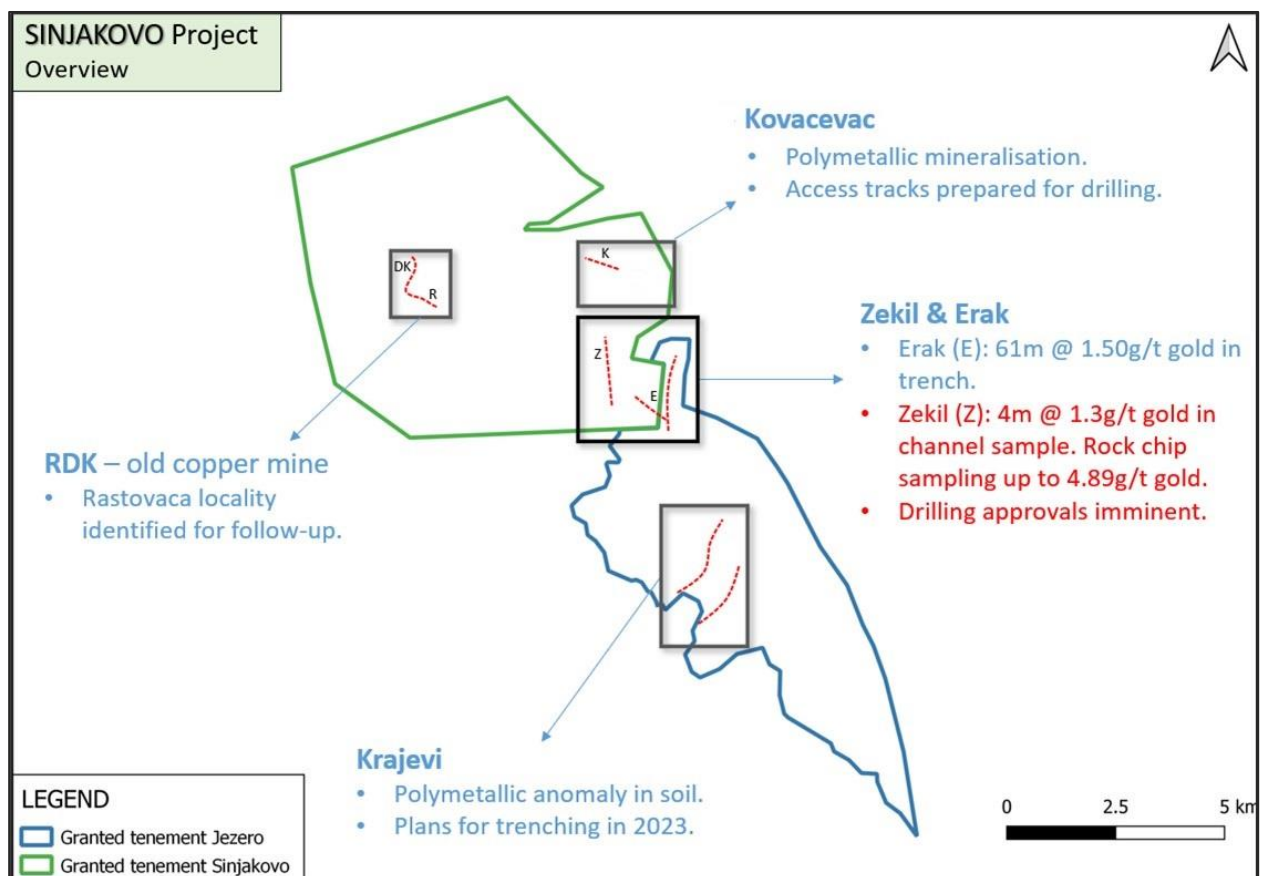 SINJAKOVO Project
Overview
Kovacevac
• Polymetallic mineralisation.
• Access tracks prepared for drilling.
K
DK
R
Zekil & Erak
• Erak (E): 61m @ 1.50g/t gold in
trench.
• Zekil (Z): 4m @ 1.3g/t gold in
channel sample. Rock chip
sampling up to 4.89g/t gold.
• Drilling approvals imminent.
Z
E
RDK – old copper mine
• Rastovaca locality
identified for follow-up.
Krajevi
• Polymetallic anomaly in soil.
• Plans for trenching in 2023.
0 2.5 5 km
LEGEND
Granted tenement Jezero
Granted tenement Sinjakovo